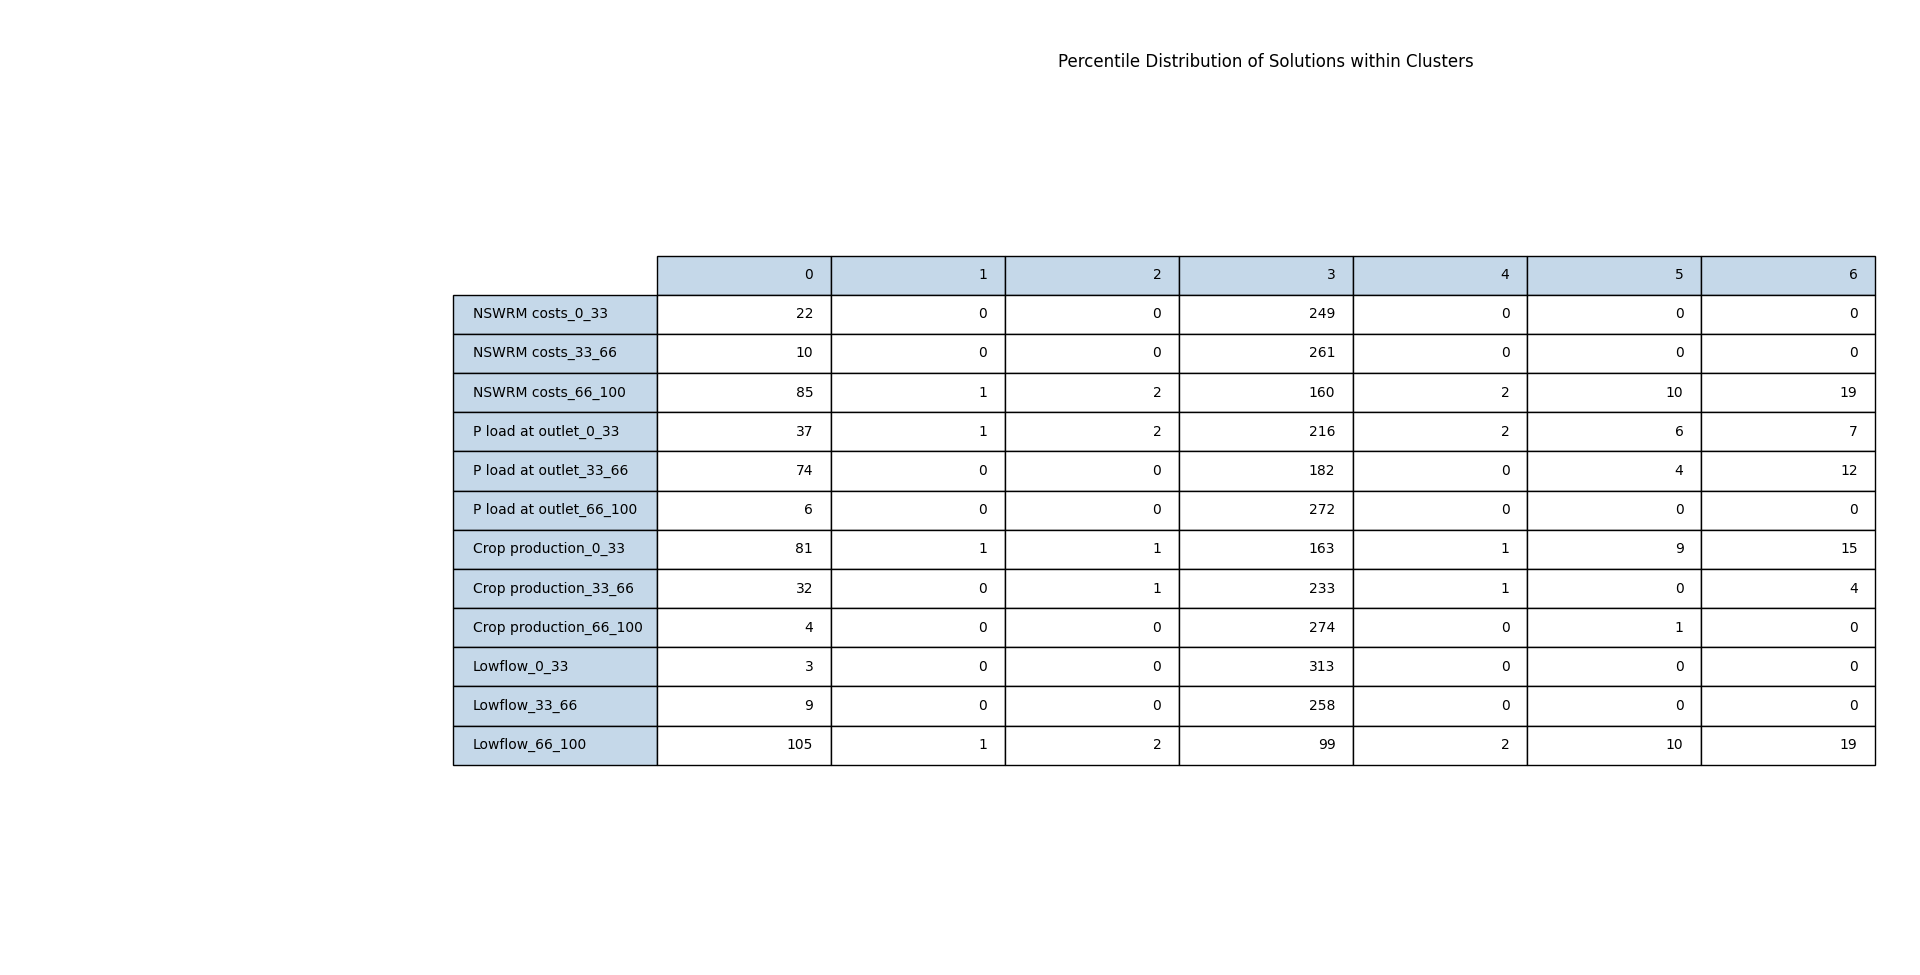 Percentile Distribution of Solutions within Clusters
0 1 2 3 4 5 6
NSWRM costs_0_33 22 0 0 249 0 0 0
NSWRM costs_33_66 10 0 0 261 0 0 0
NSWRM costs_66_100 85 1 2 160 2 10 19
P load at outlet_0_33 37 1 2 216 2 6 7
P load at outlet_33_66 74 0 0 182 0 4 12
P load at outlet_66_100 6 0 0 272 0 0 0
Crop production_0_33 81 1 1 163 1 9 15
Crop production_33_66 32 0 1 233 1 0 4
Crop production_66_100 4 0 0 274 0 1 0
Lowflow_0_33 3 0 0 313 0 0 0
Lowflow_33_66 9 0 0 258 0 0 0
Lowflow_66_100 105 1 2 99 2 10 19